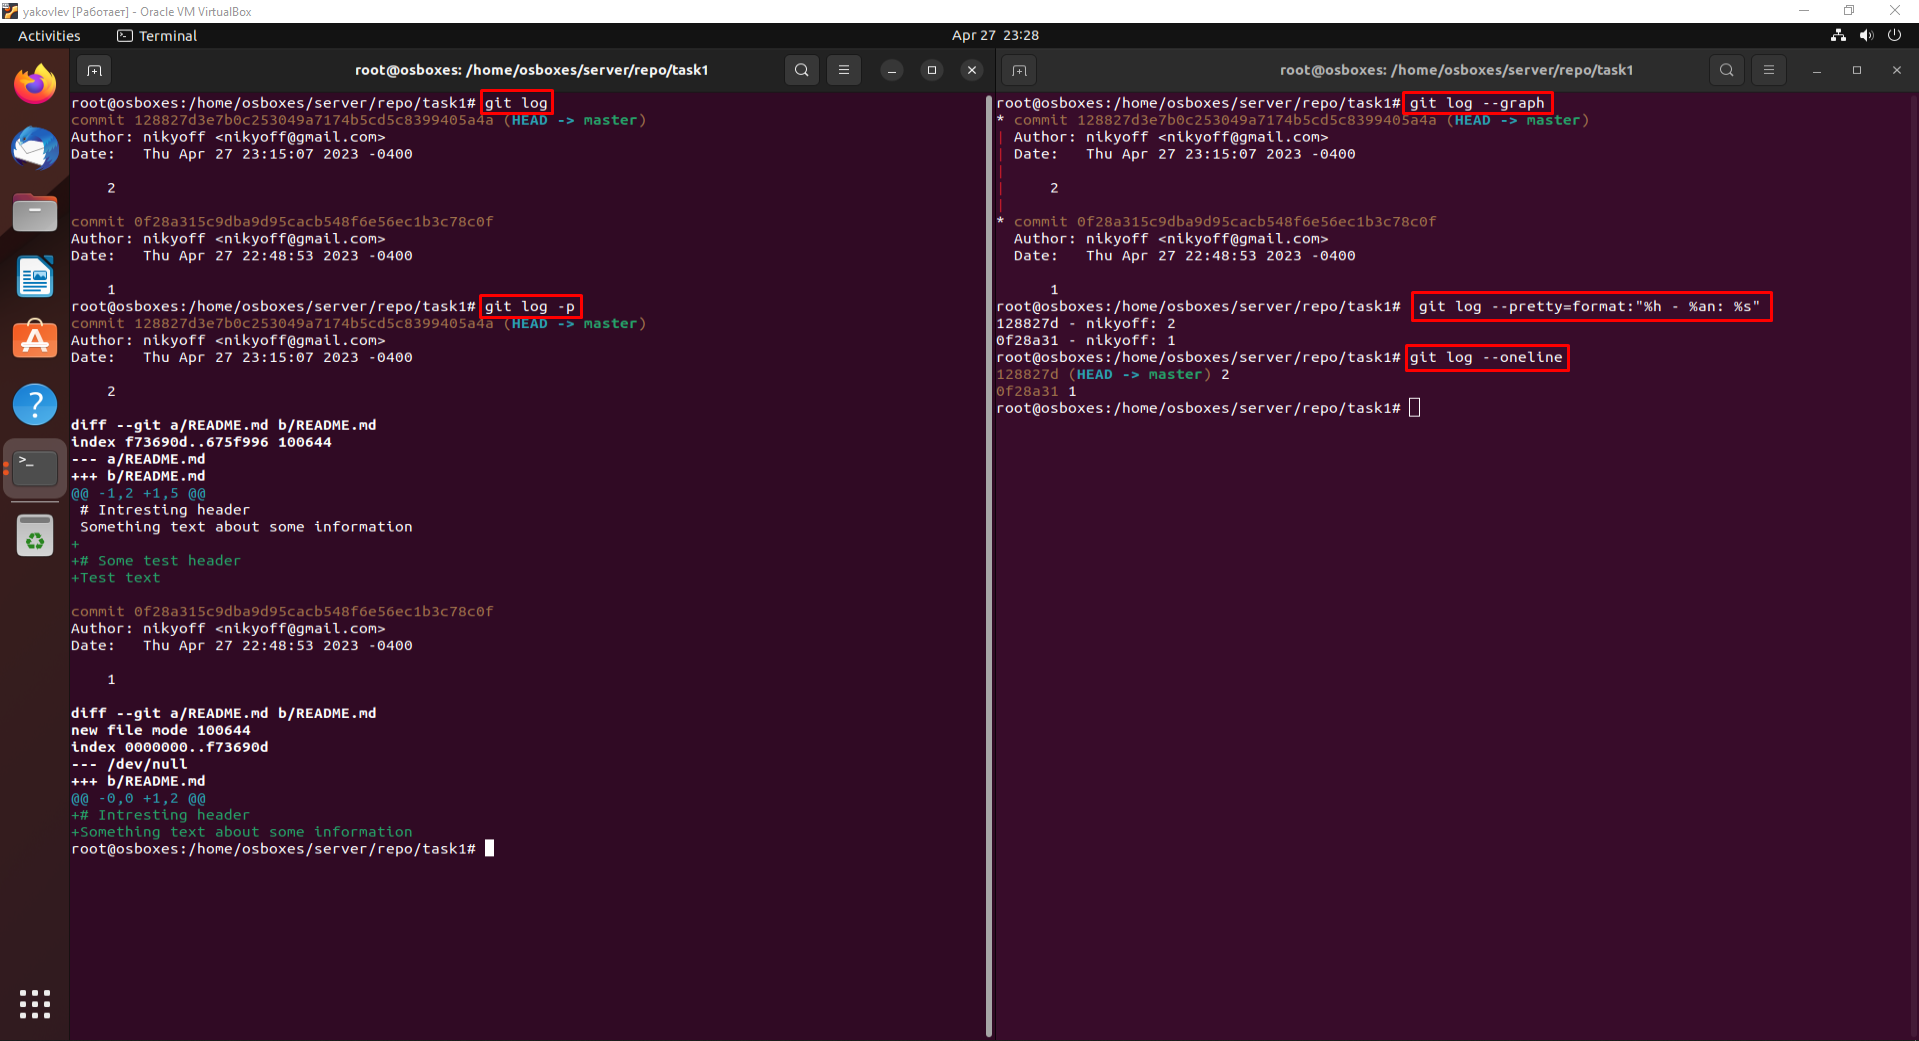 yakovlev [Работает] - Oracle VM VirtualBox
Activities Terminal Apr 27 23:28
root@osboxes: /home/osboxes/server/repo/task1
root@osboxes:/home/osboxes/server/repo/task1# git log
commit 128827d3e7b0c253049a7174b5cd5c8399405a4a (HEAD -> master)
Author: nikyoff <nikyoff@gmail.com>
Date:   Thu Apr 27 23:15:07 2023 -0400
    2
commit 0f28a315c9dba9d95cacb548f6e56ec1b3c78c0f
Author: nikyoff <nikyoff@gmail.com>
Date:   Thu Apr 27 22:48:53 2023 -0400
    1
root@osboxes:/home/osboxes/server/repo/task1# git log -p
commit 128827d3e7b0c253049a7174b5cd5c8399405a4a (HEAD -> master)
Author: nikyoff <nikyoff@gmail.com>
Date:   Thu Apr 27 23:15:07 2023 -0400
    2
diff --git a/README.md b/README.md
index f73690d..675f996 100644
--- a/README.md
+++ b/README.md
@@ -1,2 +1,5 @@
 # Intresting header
 Something text about some information
+
+# Some test header
+Test text
commit 0f28a315c9dba9d95cacb548f6e56ec1b3c78c0f
Author: nikyoff <nikyoff@gmail.com>
Date:   Thu Apr 27 22:48:53 2023 -0400
    1
diff --git a/README.md b/README.md
new file mode 100644
index 0000000..f73690d
--- /dev/null
+++ b/README.md
@@ -0,0 +1,2 @@
+# Intresting header
+Something text about some information
root@osboxes:/home/osboxes/server/repo/task1#
root@osboxes: /home/osboxes/server/repo/task1
root@osboxes:/home/osboxes/server/repo/task1# git log --graph
* commit 128827d3e7b0c253049a7174b5cd5c8399405a4a (HEAD -> master)
| Author: nikyoff <nikyoff@gmail.com>
| Date:   Thu Apr 27 23:15:07 2023 -0400
|
|     2
|
* commit 0f28a315c9dba9d95cacb548f6e56ec1b3c78c0f
  Author: nikyoff <nikyoff@gmail.com>
  Date:   Thu Apr 27 22:48:53 2023 -0400
      1
root@osboxes:/home/osboxes/server/repo/task1#  git log --pretty=format:"%h - %an: %s"
128827d - nikyoff: 2
0f28a31 - nikyoff: 1
root@osboxes:/home/osboxes/server/repo/task1# git log --oneline
128827d (HEAD -> master) 2
0f28a31 1
root@osboxes:/home/osboxes/server/repo/task1#